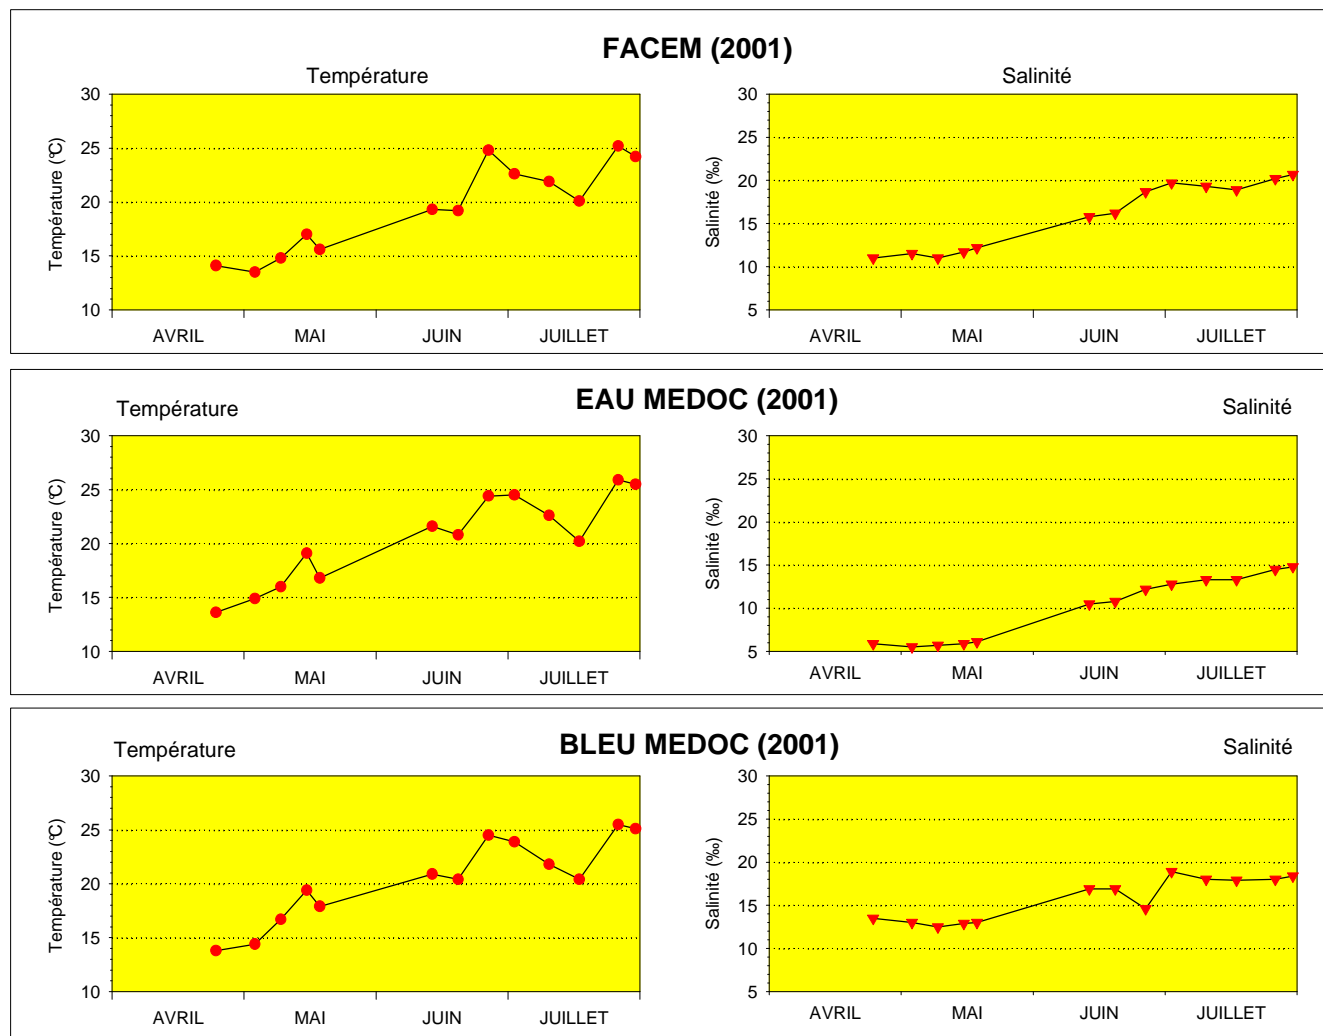 FACEM (2001)
Température
Salinité
30
25
20
15
10
Température (°C)
AVRIL MAI JUIN JUILLET
30
25
20
15
10
5
Salinité (‰)
AVRIL MAI JUIN JUILLET
EAU MEDOC (2001)
Température
Salinité
30
25
20
15
10
Température (°C)
AVRIL MAI JUIN JUILLET
30
25
20
15
10
5
Salinité (‰)
AVRIL MAI JUIN JUILLET
BLEU MEDOC (2001)
Température
Salinité
30
25
20
15
10
Température (°C)
AVRIL MAI JUIN JUILLET
30
25
20
15
10
5
Salinité (‰)
AVRIL MAI JUIN JUILLET